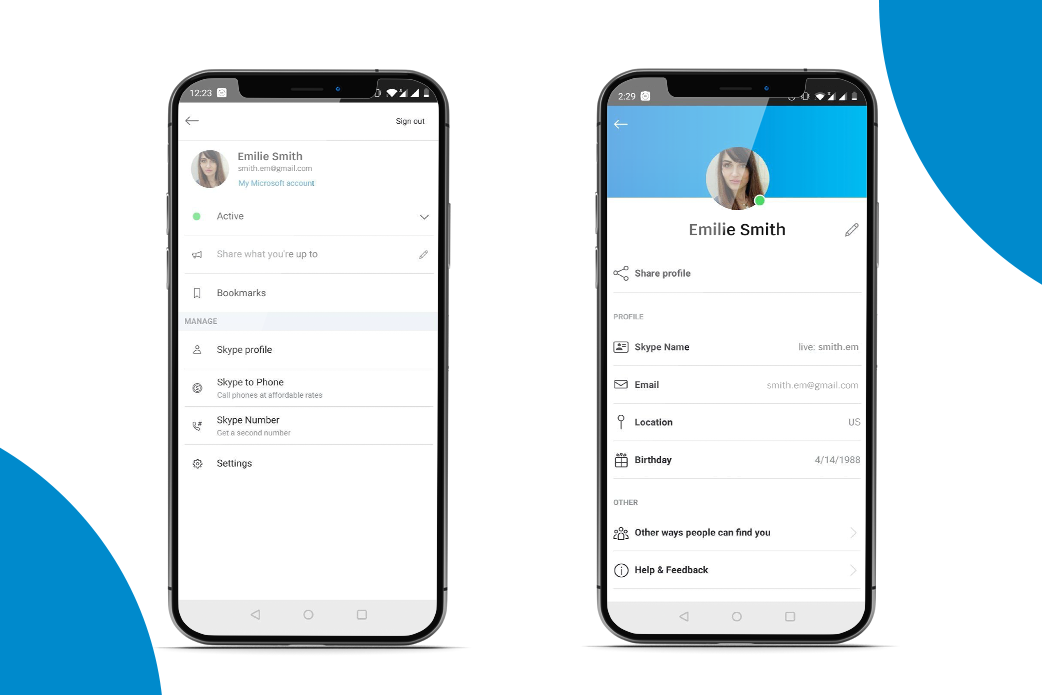 12:23
Sign out
Emilie Smith
smith.em@gmail.com
My Microsoft account
Active
Share what you're up to
Bookmarks
MANAGE
Skype profile
Skype to Phone
Call phones at affordable rates
Skype Number
Get a second number
Settings
2:29
Emilie Smith
Share profile
PROFILE
Skype Name live: smith.em
Email smith.em@gmail.com
Location US
Birthday 4/14/1988
OTHER
Other ways people can find you
Help & Feedback